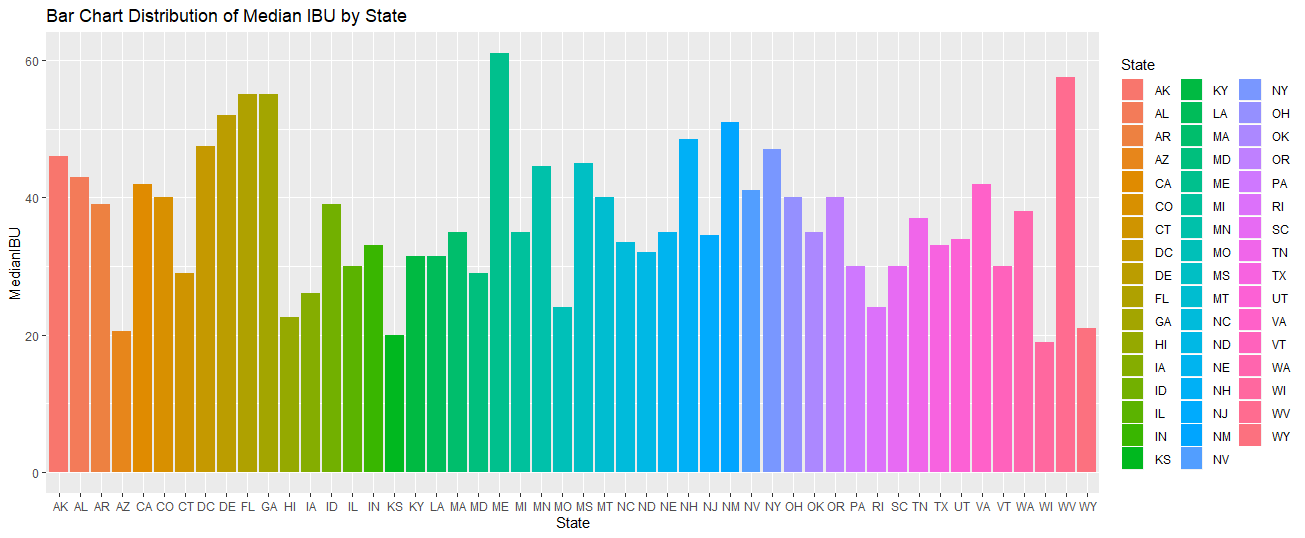 Bar Chart Distribution of Median IBU by State
MedianIBU
60
40
20
0
AK AL AR AZ CA CO CT DC DE FL GA HI IA ID IL IN KS KY LA MA MD ME MI MN MO MS MT NC ND NE NH NJ NM NV NY OH OK OR PA RI SC TN TX UT VA VT WA WI WV WY
State
State
AK KY NY
AL LA OH
AR MA OK
AZ MD OR
CA ME PA
CO MI RI
CT MN SC
DC MO TN
DE MS TX
FL MT UT
GA NC VA
HI ND VT
IA NE WA
ID NH WI
IL NJ WV
IN NM WY
KS NV